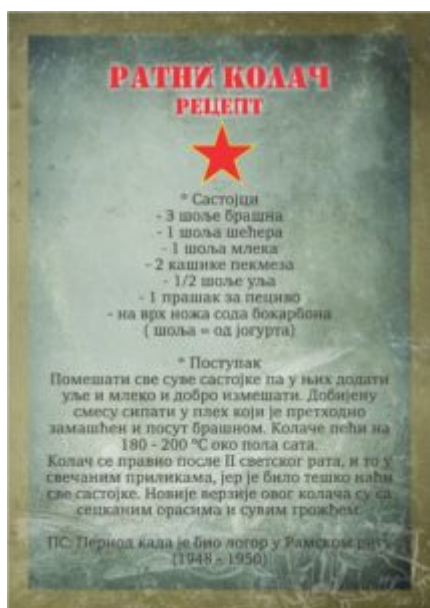 РАТНИ КОЛАЧ
РЕЦЕПТ
* Састојци
- 3 шоље брашна
- 1 шоља шећера
- 1 шоља млека
- 2 кашике пекмеза
- 1/2 шоље уља
- 1 прашак за пециво
- на врх ножа сода бокарбона
( шоља = од јогурта)
* Поступак
Помешати све суве састојке па у њих додати
уље и млеко и добро измешати. Добијену
смесу сипати у плех који је претходно
замашћен и посут брашном. Колаче пећи на
180 - 200 °C око пола сата.
Колач се правио после II светског рата, и то у
свечаним приликама, јер је било тешко наћи
све састојке. Новије верзије овог колача су са
сецканим орасима и сувим грожђем.
ПС: Период када је био логор у Рамском риту
(1948 - 1950)